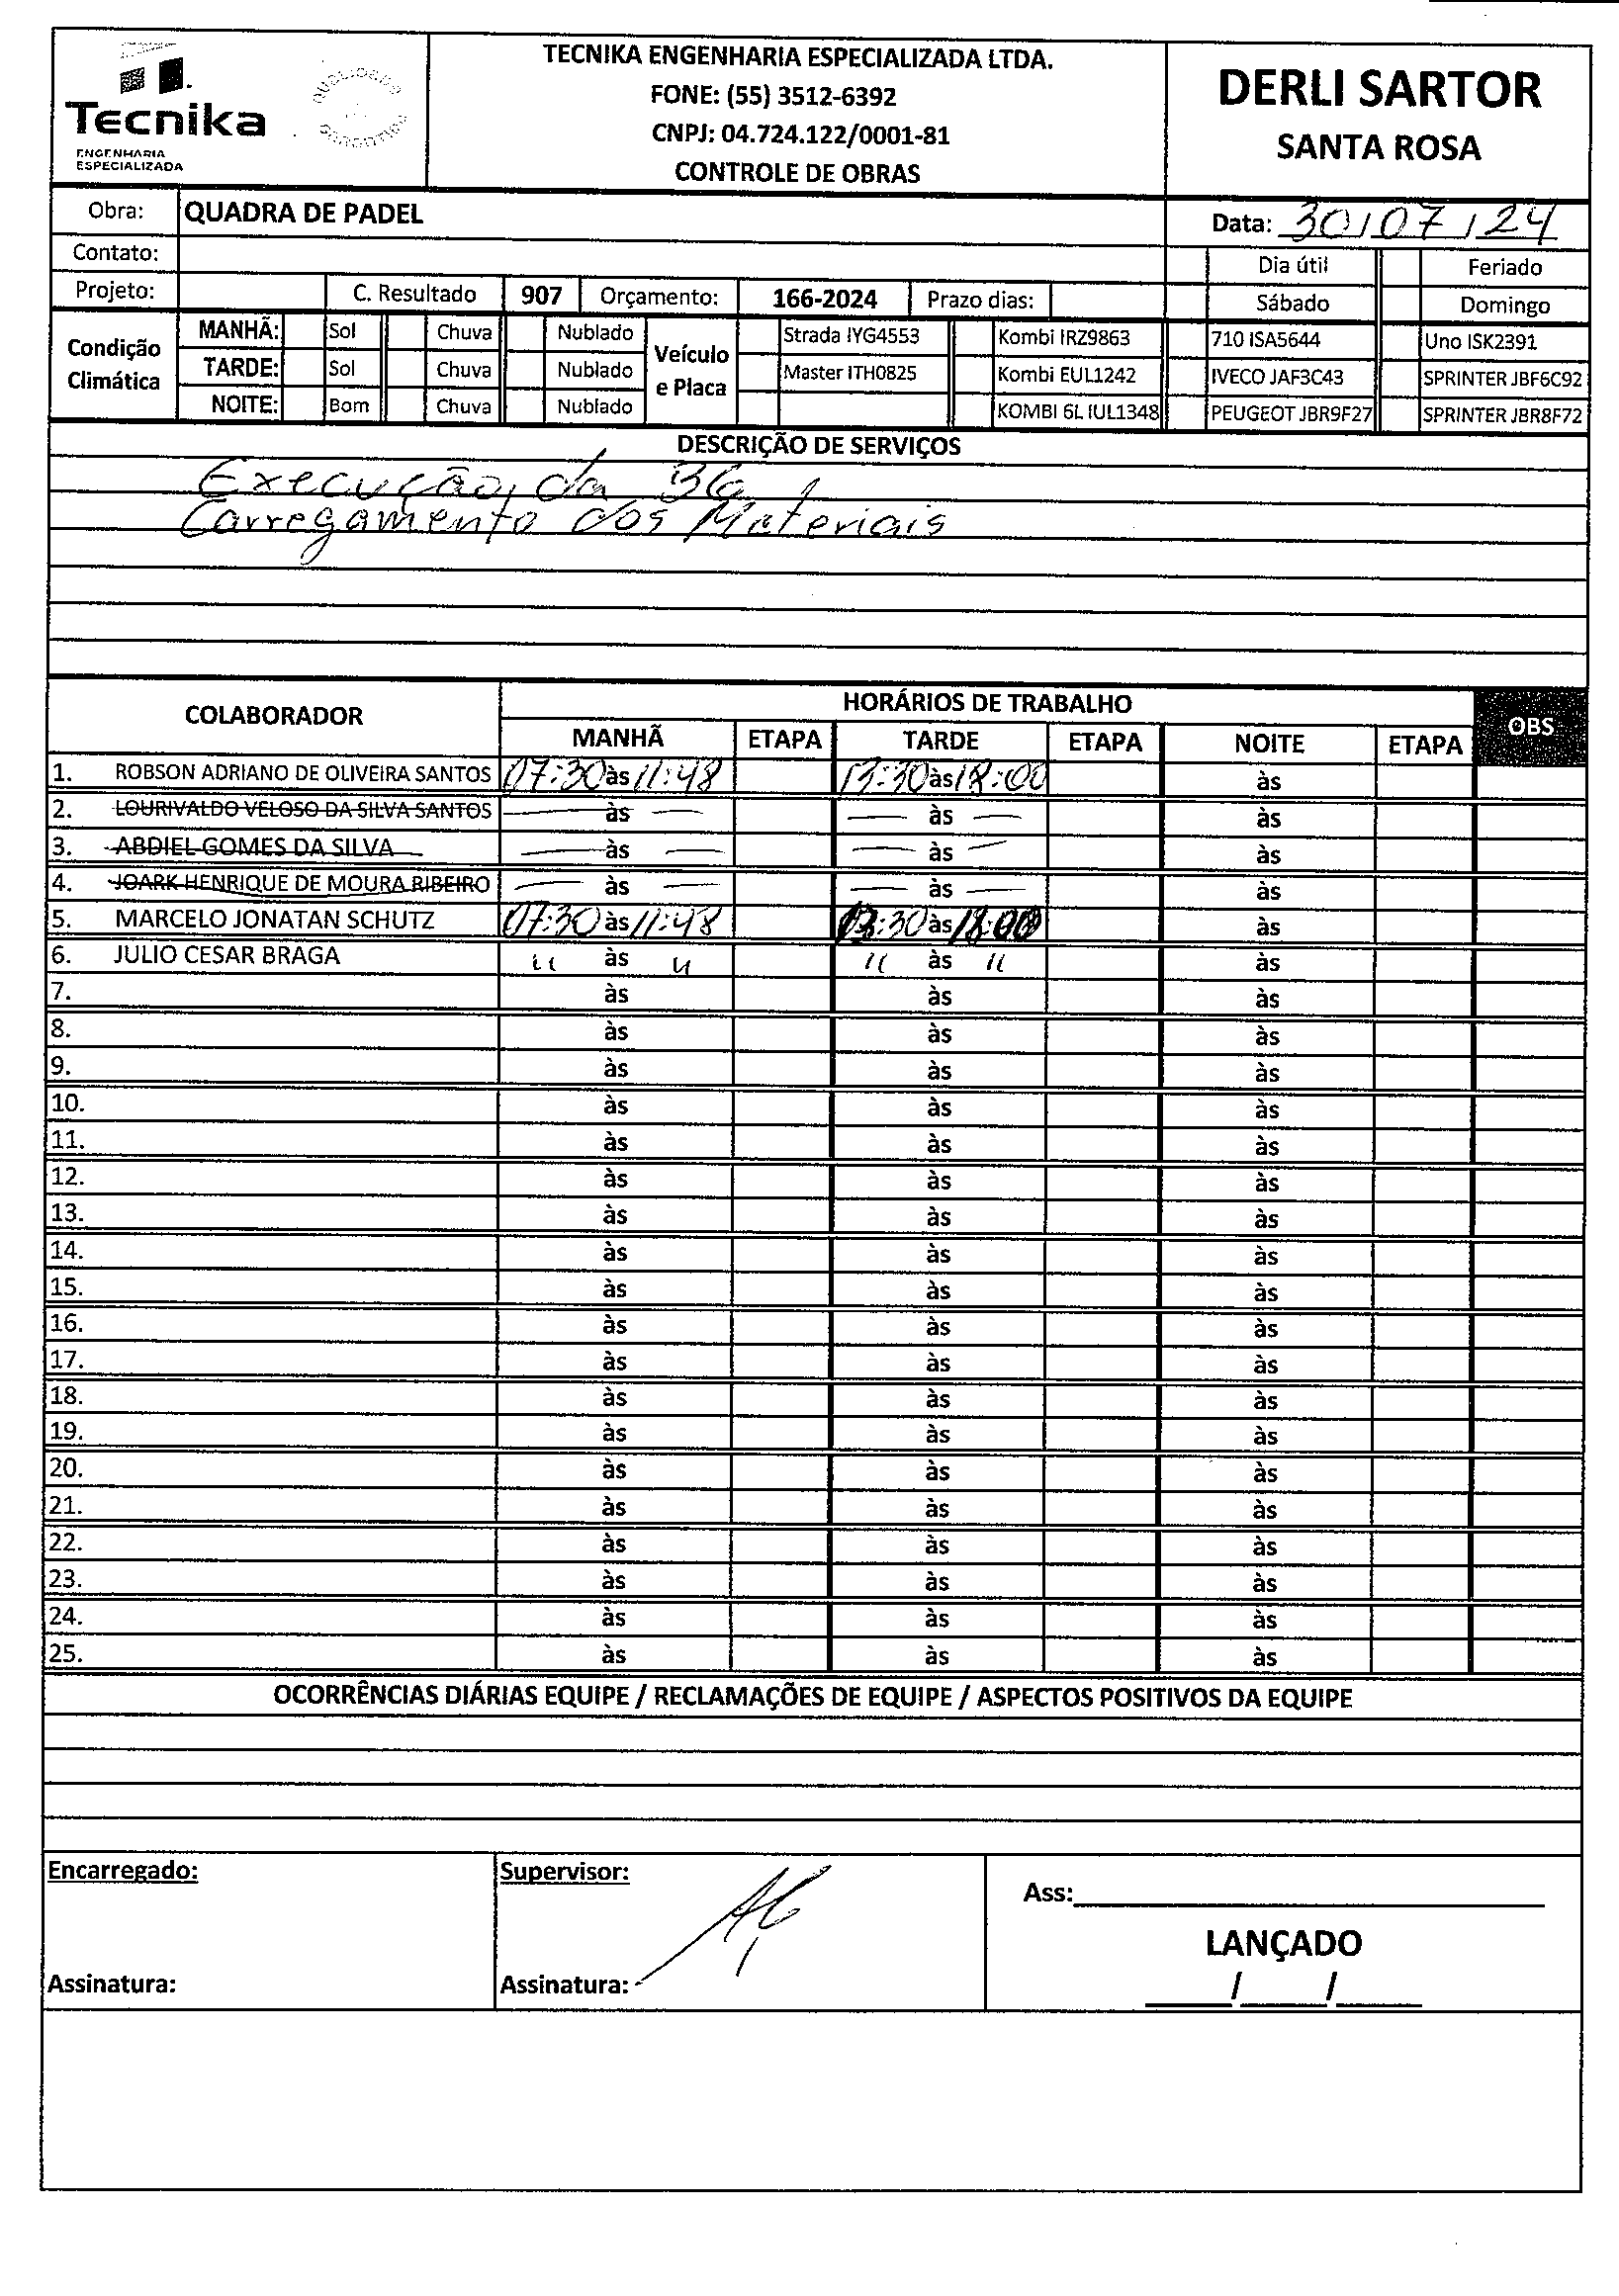 Tecnika
ENGENHARIA
ESPECIALIZADA
TECNIKA ENGENHARIA ESPECIALIZADA LTDA.
FONE: (55) 3512-6392
CNPJ: 04.724.122/0001-81
CONTROLE DE OBRAS
DERLI SARTOR
SANTA ROSA
Obra: QUADRA DE PADEL
Data: 30/07/24
Contato:
Dia útil Feriado
Projeto: C. Resultado 907 Orçamento: 166-2024 Prazo dias:
Sábado Domingo
Condição Climática
MANHÃ: Sol Chuva Nublado
TARDE: Sol Chuva Nublado
NOITE: Bom Chuva Nublado
Veículo e Placa
Strada IYG4553 Kombi IRZ9863 710 ISA5644 Uno ISK2391
Master ITH0825 Kombi EUL1242 IVECO JAF3C43 SPRINTER JBF6C92
KOMBI 6L IUL1348 PEUGEOT JBR9F27 SPRINTER JBR8F72
DESCRIÇÃO DE SERVIÇOS
Execução da
Carregamento dos Materiais
COLABORADOR HORÁRIOS DE TRABALHO OBS
MANHÃ ETAPA TARDE ETAPA NOITE ETAPA
1. ROBSON ADRIANO DE OLIVEIRA SANTOS 07:30 às 11:48 13:30 às 18:00 às
2. LOURIVALDO VELOSO DA SILVA SANTOS — às — — às — às
3. ABDIEL GOMES DA SILVA — às — — às — às
4. JOARK HENRIQUE DE MOURA RIBEIRO — às — — às — às
5. MARCELO JONATAN SCHUTZ 07:30 às 11:48 13:30 às 18:00 às
6. JULIO CESAR BRAGA " às " " às " às
7. às às às
8. às às às
9. às às às
10. às às às
11. às às às
12. às às às
13. às às às
14. às às às
15. às às às
16. às às às
17. às às às
18. às às às
19. às às às
20. às às às
21. às às às
22. às às às
23. às às às
24. às às às
25. às às às
OCORRÊNCIAS DIÁRIAS EQUIPE / RECLAMAÇÕES DE EQUIPE / ASPECTOS POSITIVOS DA EQUIPE
Encarregado:
Assinatura:
Supervisor:
Assinatura:
Ass:
LANÇADO
/ /